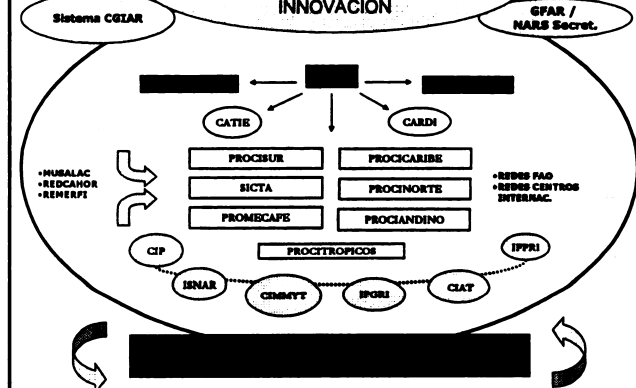 INNOVACION
Sistema CGIAR
GFAR /
NARS Secret.
CATIE
CARDI
PROCISUR
PROCICARIBE
•MUSALAC
•REDCAHOR
•REMERFI
SICTA
PROCINORTE
•REDES FAO
•REDES CENTROS
INTERNAC.
PROMECAFE
PROCIANDINO
CIP
PROCITROPICOS
IFPRI
ISNAR
CIMMYT
IPGRI
CIAT